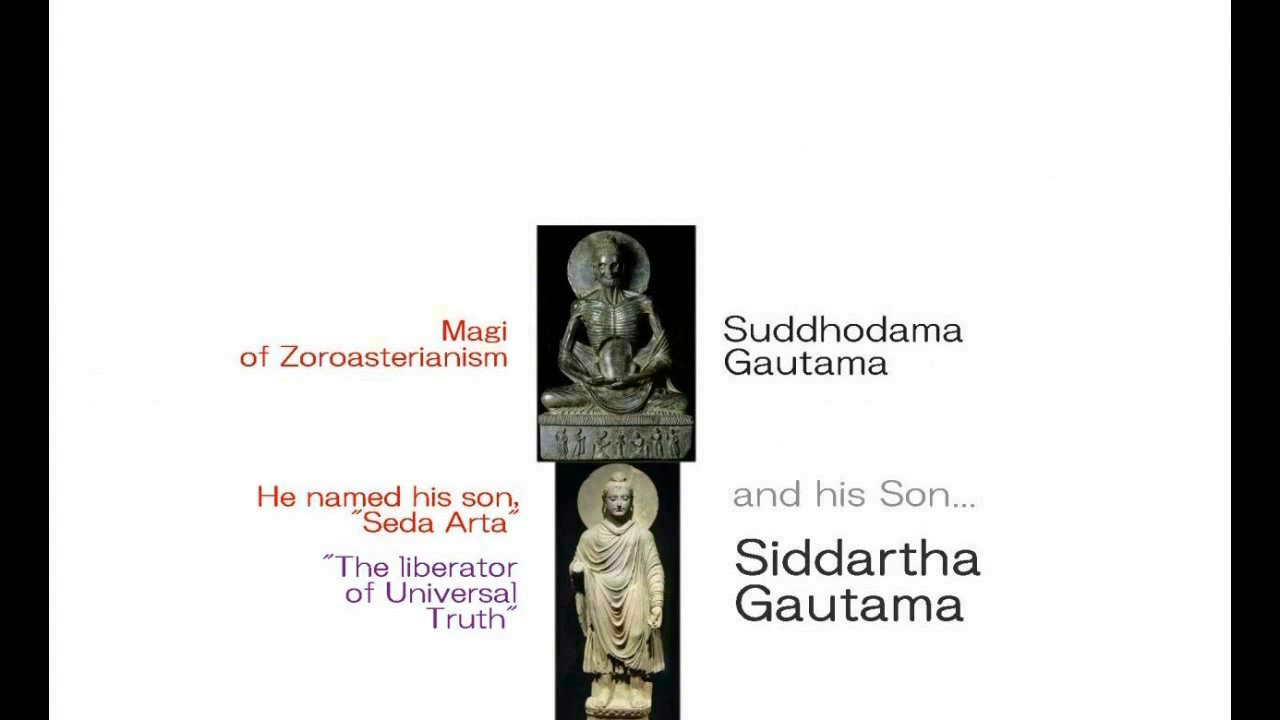 Magi
of Zoroasterianism
Suddhodama
Gautama
He named his son,
"Seda Arta"
"The liberator
of Universal
Truth"
and his Son...
Siddartha
Gautama